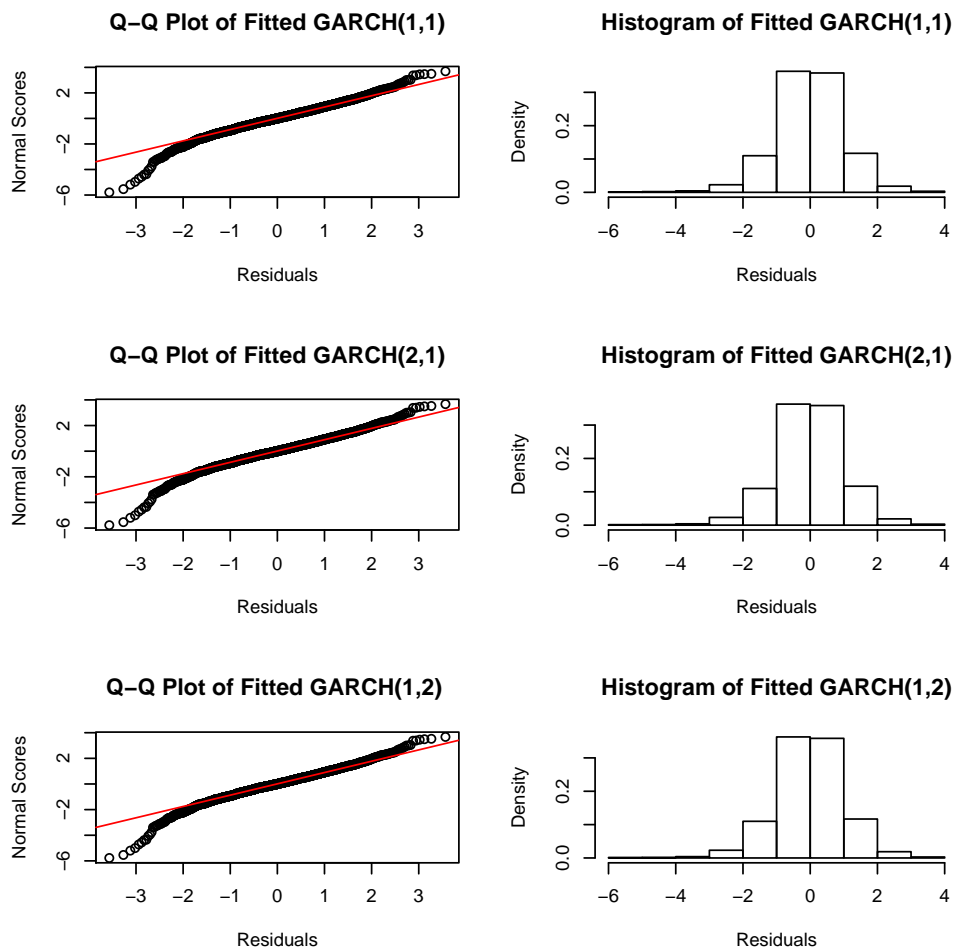 Q−Q Plot of Fitted GARCH(1,1)
Normal Scores
2
−2
−6
−3 −2 −1 0 1 2 3
Residuals
Histogram of Fitted GARCH(1,1)
Density
0.2
0.0
−6 −4 −2 0 2 4
Residuals
Q−Q Plot of Fitted GARCH(2,1)
Normal Scores
2
−2
−6
−3 −2 −1 0 1 2 3
Residuals
Histogram of Fitted GARCH(2,1)
Density
0.2
0.0
−6 −4 −2 0 2 4
Residuals
Q−Q Plot of Fitted GARCH(1,2)
Normal Scores
2
−2
−6
−3 −2 −1 0 1 2 3
Residuals
Histogram of Fitted GARCH(1,2)
Density
0.2
0.0
−6 −4 −2 0 2 4
Residuals